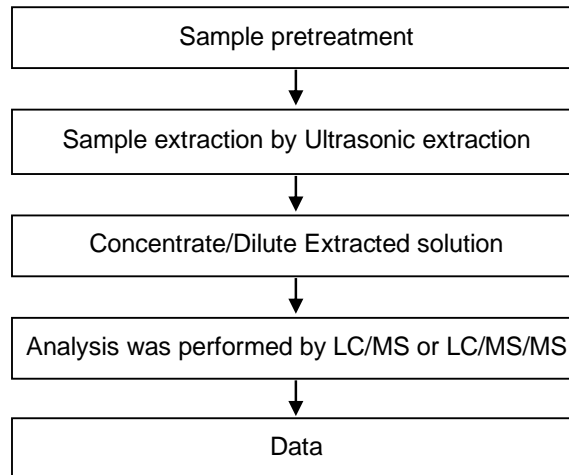 Sample pretreatment
Sample extraction by Ultrasonic extraction
Concentrate/Dilute Extracted solution
Analysis was performed by LC/MS or LC/MS/MS
Data